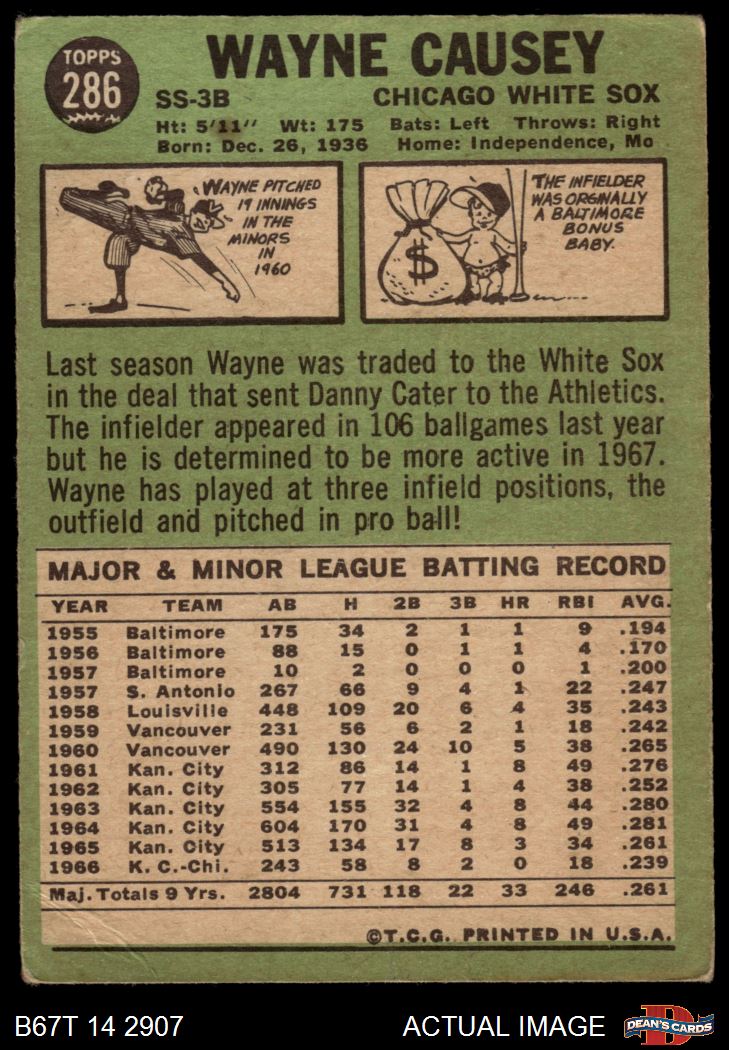 TOPPS
286
WAYNE CAUSEY
SS-3B CHICAGO WHITE SOX
Ht: 5'11" Wt: 175 Bats: Left Throws: Right
Born: Dec. 26, 1936 Home: Independence, Mo
WAYNE PITCHED
19 INNINGS
IN THE
MINORS
IN
1960
$
THE INFIELDER
WAS ORGINALLY
A BALTIMORE
BONUS
BABY.
Last season Wayne was traded to the White Sox
in the deal that sent Danny Cater to the Athletics.
The infielder appeared in 106 ballgames last year
but he is determined to be more active in 1967.
Wayne has played at three infield positions, the
outfield and pitched in pro ball!
MAJOR & MINOR LEAGUE BATTING RECORD
YEAR TEAM AB H 2B 3B HR RBI AVG.
1955 Baltimore 175 34 2 1 1 9 .194
1956 Baltimore 88 15 0 1 1 4 .170
1957 Baltimore 10 2 0 0 0 1 .200
1957 S. Antonio 267 66 9 4 1 22 .247
1958 Louisville 448 109 20 6 4 35 .243
1959 Vancouver 231 56 6 2 1 18 .242
1960 Vancouver 490 130 24 10 5 38 .265
1961 Kan. City 312 86 14 1 8 49 .276
1962 Kan. City 305 77 14 1 4 38 .252
1963 Kan. City 554 155 32 4 8 44 .280
1964 Kan. City 604 170 31 4 8 49 .281
1965 Kan. City 513 134 17 8 3 34 .261
1966 K. C.-Chi. 243 58 8 2 0 18 .239
Maj. Totals 9 Yrs. 2804 731 118 22 33 246 .261
©T.C.G. PRINTED IN U.S.A.
B67T 14 2907 ACTUAL IMAGE
D
DEAN'S CARDS